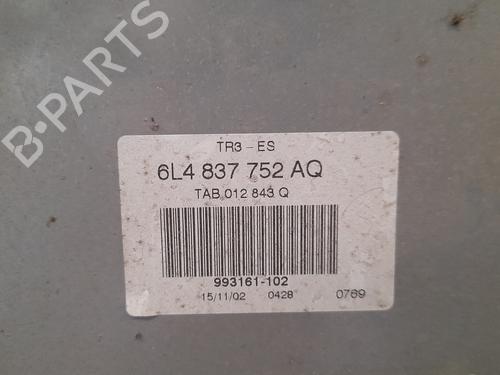 B-PARTS
TR3-ES
6L4 837 752 AQ
TAB 012 843 Q
993161-102
15/11/02 0428 0769